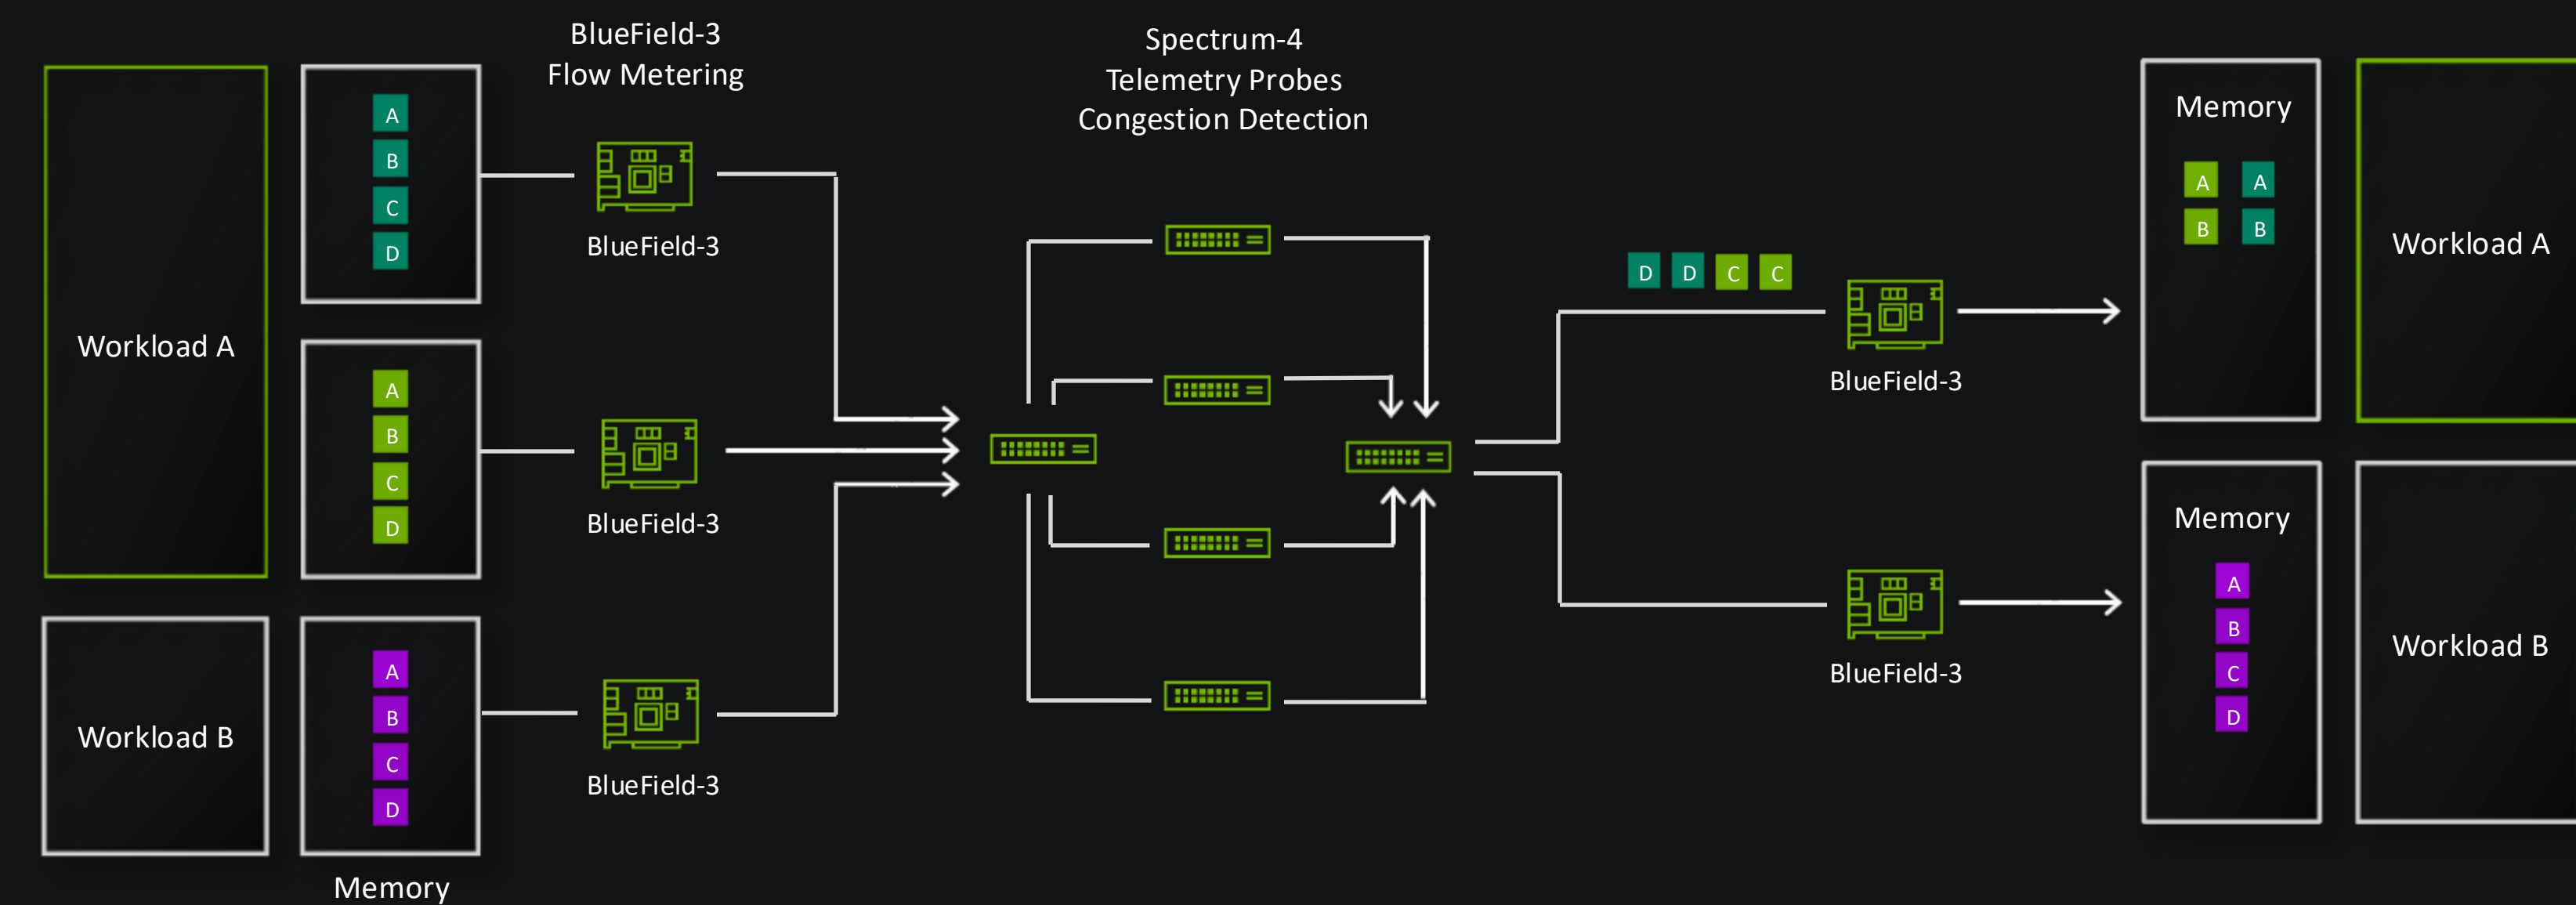 BlueField-3
Flow Metering
Spectrum-4
Telemetry Probes
Congestion Detection
Workload A
A
B
C
D
BlueField-3
A
B
C
D
BlueField-3
Workload B
A
B
C
D
Memory
BlueField-3
D D C C
BlueField-3
Memory
A A
B B
Workload A
BlueField-3
Memory
A
B
C
D
Workload B